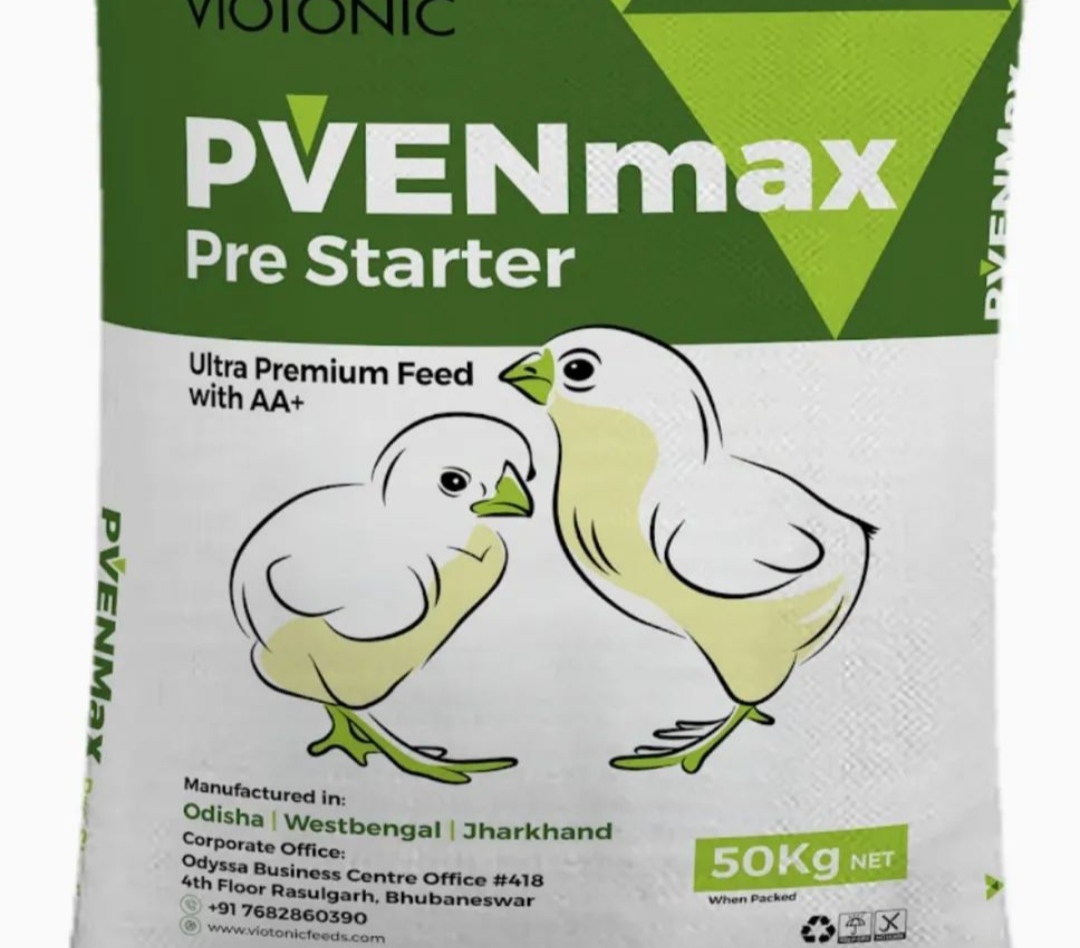 VIOTONIC
PVENmax
Pre Starter
Ultra Premium Feed
with AA+
Manufactured in:
Odisha | Westbengal | Jharkhand
Corporate Office:
Odyssa Business Centre Office #418
4th Floor Rasulgarh, Bhubaneswar
+91 7682860390
www.viotonicfeeds.com
50Kg NET
When Packed
PVENMax
PVENMax